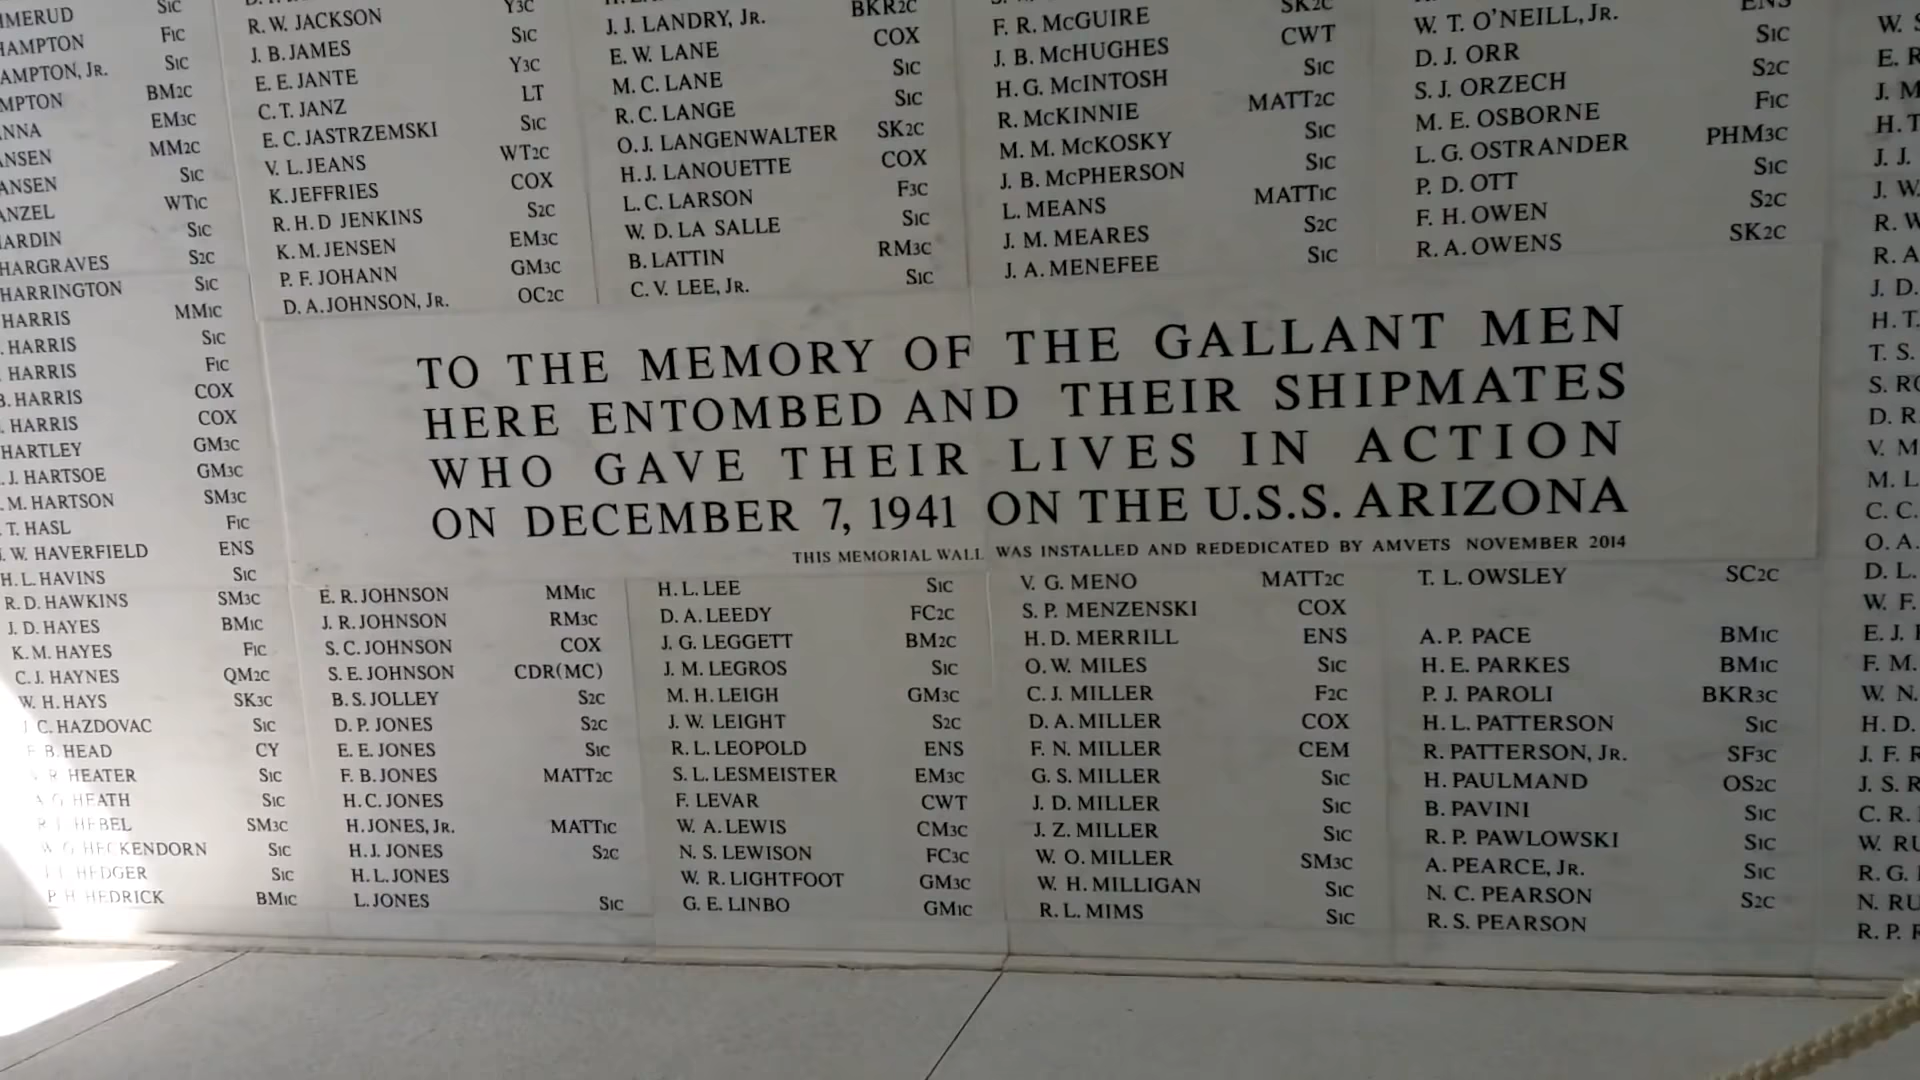 HMERUD S1C
HAMPTON F1C
AMPTON, JR. S1C
MPTON BM2C
ANNA EM3C
ANSEN MM2C
ANSEN S1C
ANZEL WT1C
ARDIN S1C
HARGRAVES S2C
HARRINGTON S1C
HARRIS MM1C
. HARRIS S1C
HARRIS F1C
B. HARRIS COX
. HARRIS COX
HARTLEY GM3C
. J. HARTSOE GM3C
. M. HARTSON SM3C
. T. HASL F1C
. W. HAVERFIELD ENS
H. L. HAVINS S1C
R. D. HAWKINS SM3C
J. D. HAYES BM1C
K. M. HAYES F1C
C. J. HAYNES QM2C
W. H. HAYS SK3C
C. HAZDOVAC S1C
F. B. HEAD CY
R. HEATER S1C
A. G. HEATH S1C
R. L. HEBEL SM3C
W. G. HECKENDORN S1C
HEDGER S1C
P. H. HEDRICK BM1C
Y3C
R. W. JACKSON S1C
J. B. JAMES Y3C
E. E. JANTE LT
C. T. JANZ S1C
E. C. JASTRZEMSKI WT2C
V. L. JEANS COX
K. JEFFRIES S2C
R. H. D JENKINS EM3C
K. M. JENSEN GM3C
P. F. JOHANN OC2C
D. A. JOHNSON, JR.
BKR2C
J. J. LANDRY, JR. COX
E. W. LANE S1C
M. C. LANE S1C
R. C. LANGE SK2C
O. J. LANGENWALTER COX
H. J. LANOUETTE F3C
L. C. LARSON S1C
W. D. LA SALLE RM3C
B. LATTIN S1C
C. V. LEE, JR.
SK2C
F. R. MCGUIRE CWT
J. B. MCHUGHES S1C
H. G. MCINTOSH MATT2C
R. MCKINNIE S1C
M. M. MCKOSKY S1C
J. B. MCPHERSON MATT1C
L. MEANS S2C
J. M. MEARES S1C
J. A. MENEFEE
ENS
W. T. O'NEILL, JR. S1C
D. J. ORR S2C
S. J. ORZECH F1C
M. E. OSBORNE PHM3C
L. G. OSTRANDER S1C
P. D. OTT S2C
F. H. OWEN SK2C
R. A. OWENS
TO THE MEMORY OF THE GALLANT MEN
HERE ENTOMBED AND THEIR SHIPMATES
WHO GAVE THEIR LIVES IN ACTION
ON DECEMBER 7, 1941 ON THE U.S.S. ARIZONA
THIS MEMORIAL WALL WAS INSTALLED AND REDEDICATED BY AMVETS NOVEMBER 2014
E. R. JOHNSON MM1C
J. R. JOHNSON RM3C
S. C. JOHNSON COX
S. E. JOHNSON CDR(MC)
B. S. JOLLEY S2C
D. P. JONES S2C
E. E. JONES S1C
F. B. JONES MATT2C
H. C. JONES
H. JONES, JR. MATT1C
H. J. JONES S2C
H. L. JONES
L. JONES S1C
H. L. LEE S1C
D. A. LEEDY FC2C
J. G. LEGGETT BM2C
J. M. LEGROS S1C
M. H. LEIGH GM3C
J. W. LEIGHT S2C
R. L. LEOPOLD ENS
S. L. LESMEISTER EM3C
F. LEVAR CWT
W. A. LEWIS CM3C
N. S. LEWISON FC3C
W. R. LIGHTFOOT GM3C
G. E. LINBO GM1C
V. G. MENO MATT2C
S. P. MENZENSKI COX
H. D. MERRILL ENS
O. W. MILES S1C
C. J. MILLER F2C
D. A. MILLER COX
F. N. MILLER CEM
G. S. MILLER S1C
J. D. MILLER S1C
J. Z. MILLER S1C
W. O. MILLER SM3C
W. H. MILLIGAN S1C
R. L. MIMS S1C
T. L. OWSLEY SC2C
A. P. PACE BM1C
H. E. PARKES BM1C
P. J. PAROLI BKR3C
H. L. PATTERSON S1C
R. PATTERSON, JR. SF3C
H. PAULMAND OS2C
B. PAVINI S1C
R. P. PAWLOWSKI S1C
A. PEARCE, JR. S1C
N. C. PEARSON S2C
R. S. PEARSON
W. S
E. R
J. M
H. T
J. J.
J. W
R. W
R. A
J. D.
H. T.
T. S.
S. RO
D. R
V. M
M. L
C. C.
O. A.
D. L.
W. F.
E. J.
F. M.
W. N.
H. D.
J. F. R
J. S. R
C. R.
W. RU
R. G.
N. RU
R. P.